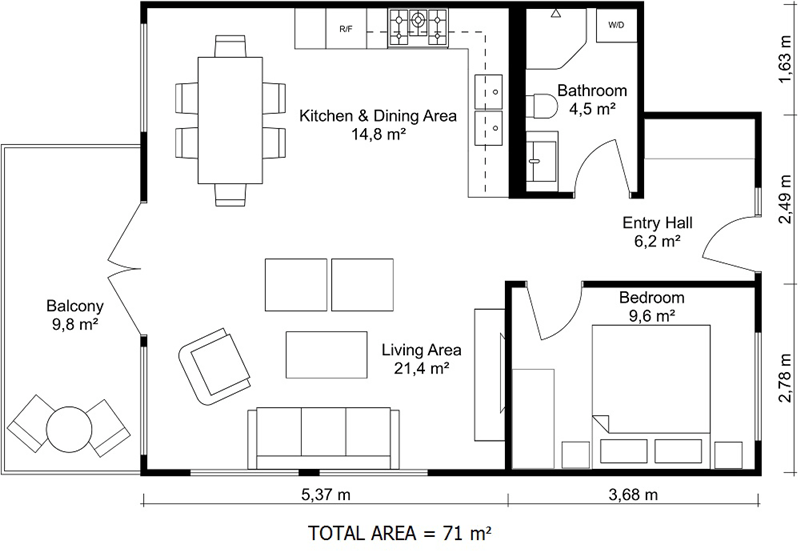 R/F
W/D
Bathroom
4,5 m²
Kitchen & Dining Area
14,8 m²
1,63 m
2,49 m
Entry Hall
6,2 m²
Balcony
9,8 m²
Bedroom
9,6 m²
Living Area
21,4 m²
2,78 m
5,37 m
3,68 m
TOTAL AREA = 71 m²